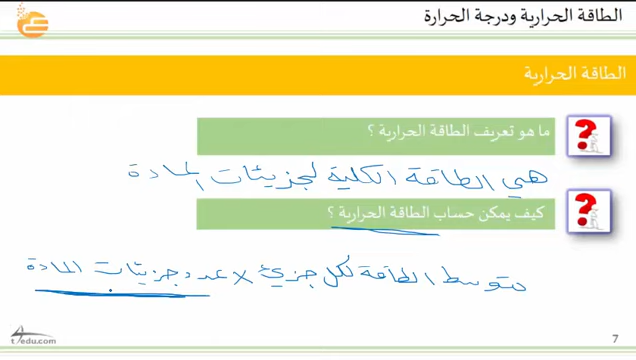 الطاقة الحرارية ودرجة الحرارة
الطاقة الحرارية
ما هو تعريف الطاقة الحرارية ؟
هي الطاقة الكلية لجزيئات المادة
كيف يمكن حساب الطاقة الحرارية ؟
متوسط الطاقة لكل جزيئ × عدد جزيئات المادة
t4edu.com
7